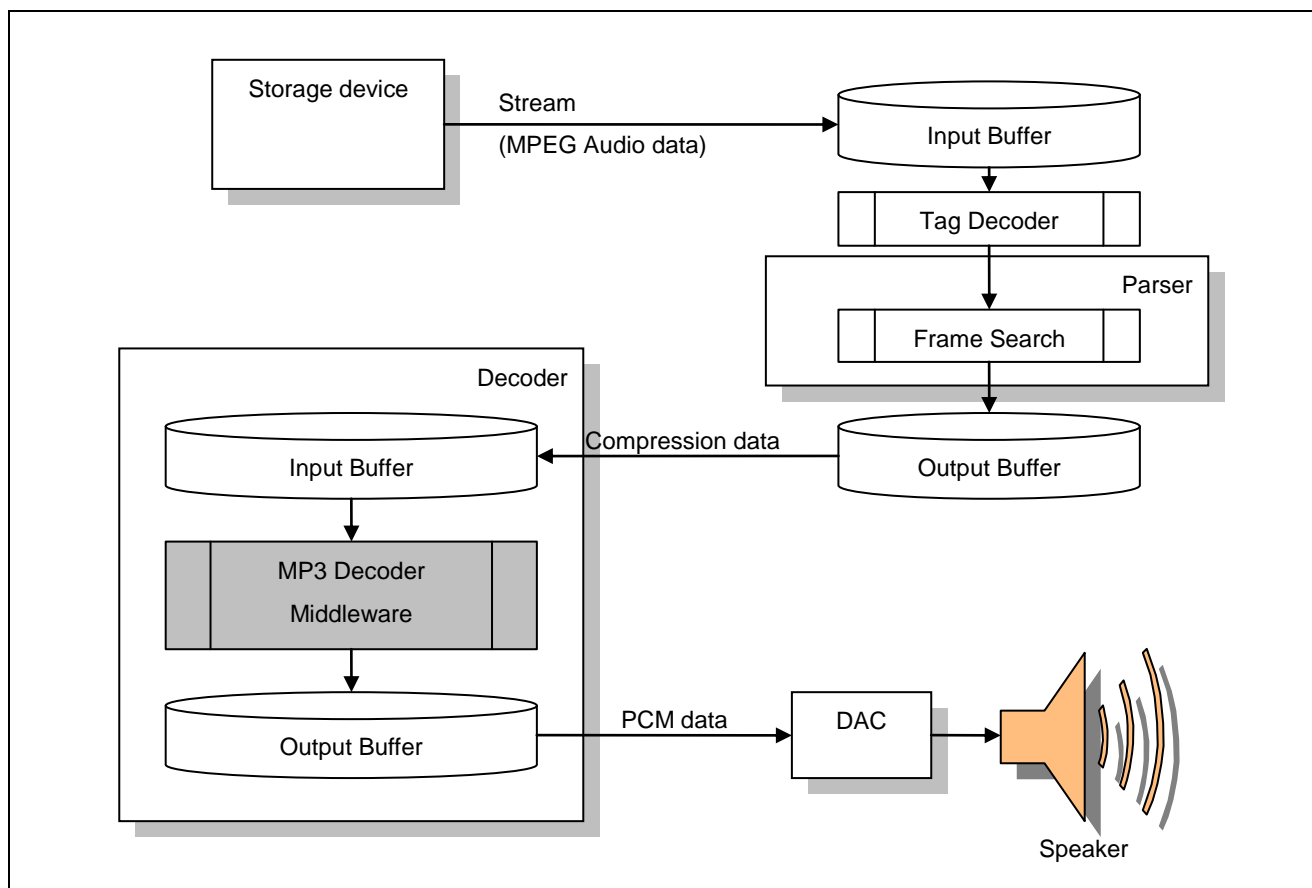 Storage device
Stream
(MPEG Audio data)
Input Buffer
Tag Decoder
Parser
Frame Search
Output Buffer
Compression data
Decoder
Input Buffer
MP3 Decoder
Middleware
Output Buffer
PCM data
DAC
Speaker